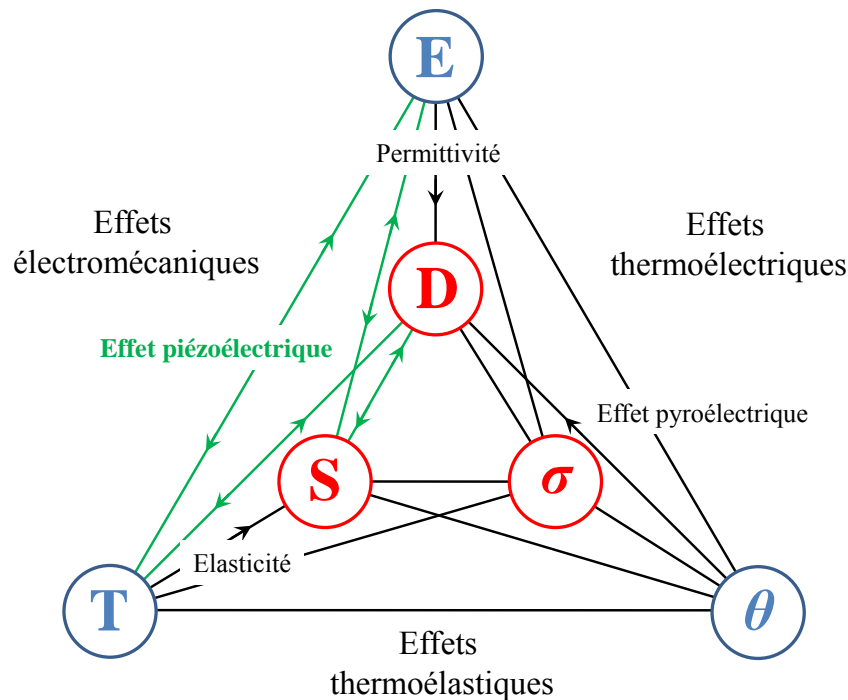 E
Permittivité
Effets
électromécaniques
Effets
thermoélectriques
D
Effet piézoélectrique
Effet pyroélectrique
S
σ
Elasticité
T
θ
Effets
thermoélastiques